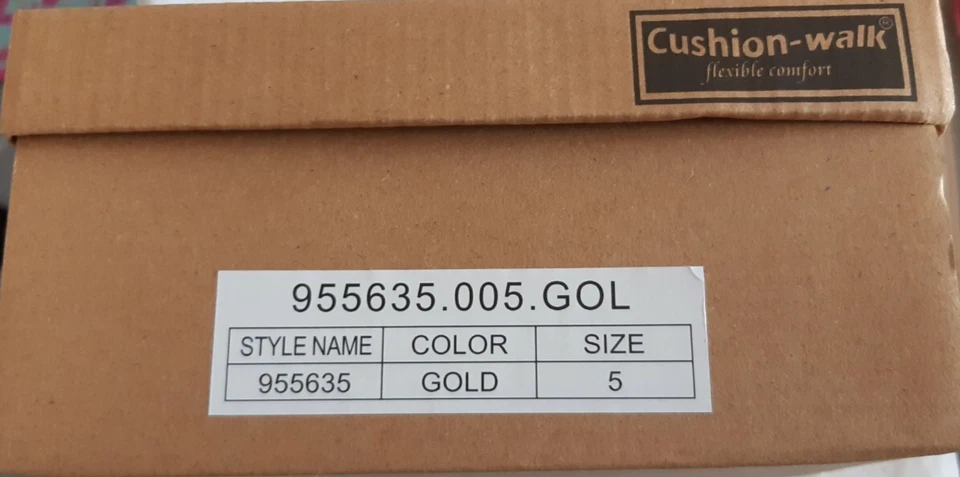 Cushion-walk®
flexible comfort
955635.005.GOL
STYLE NAME COLOR SIZE
955635 GOLD 5